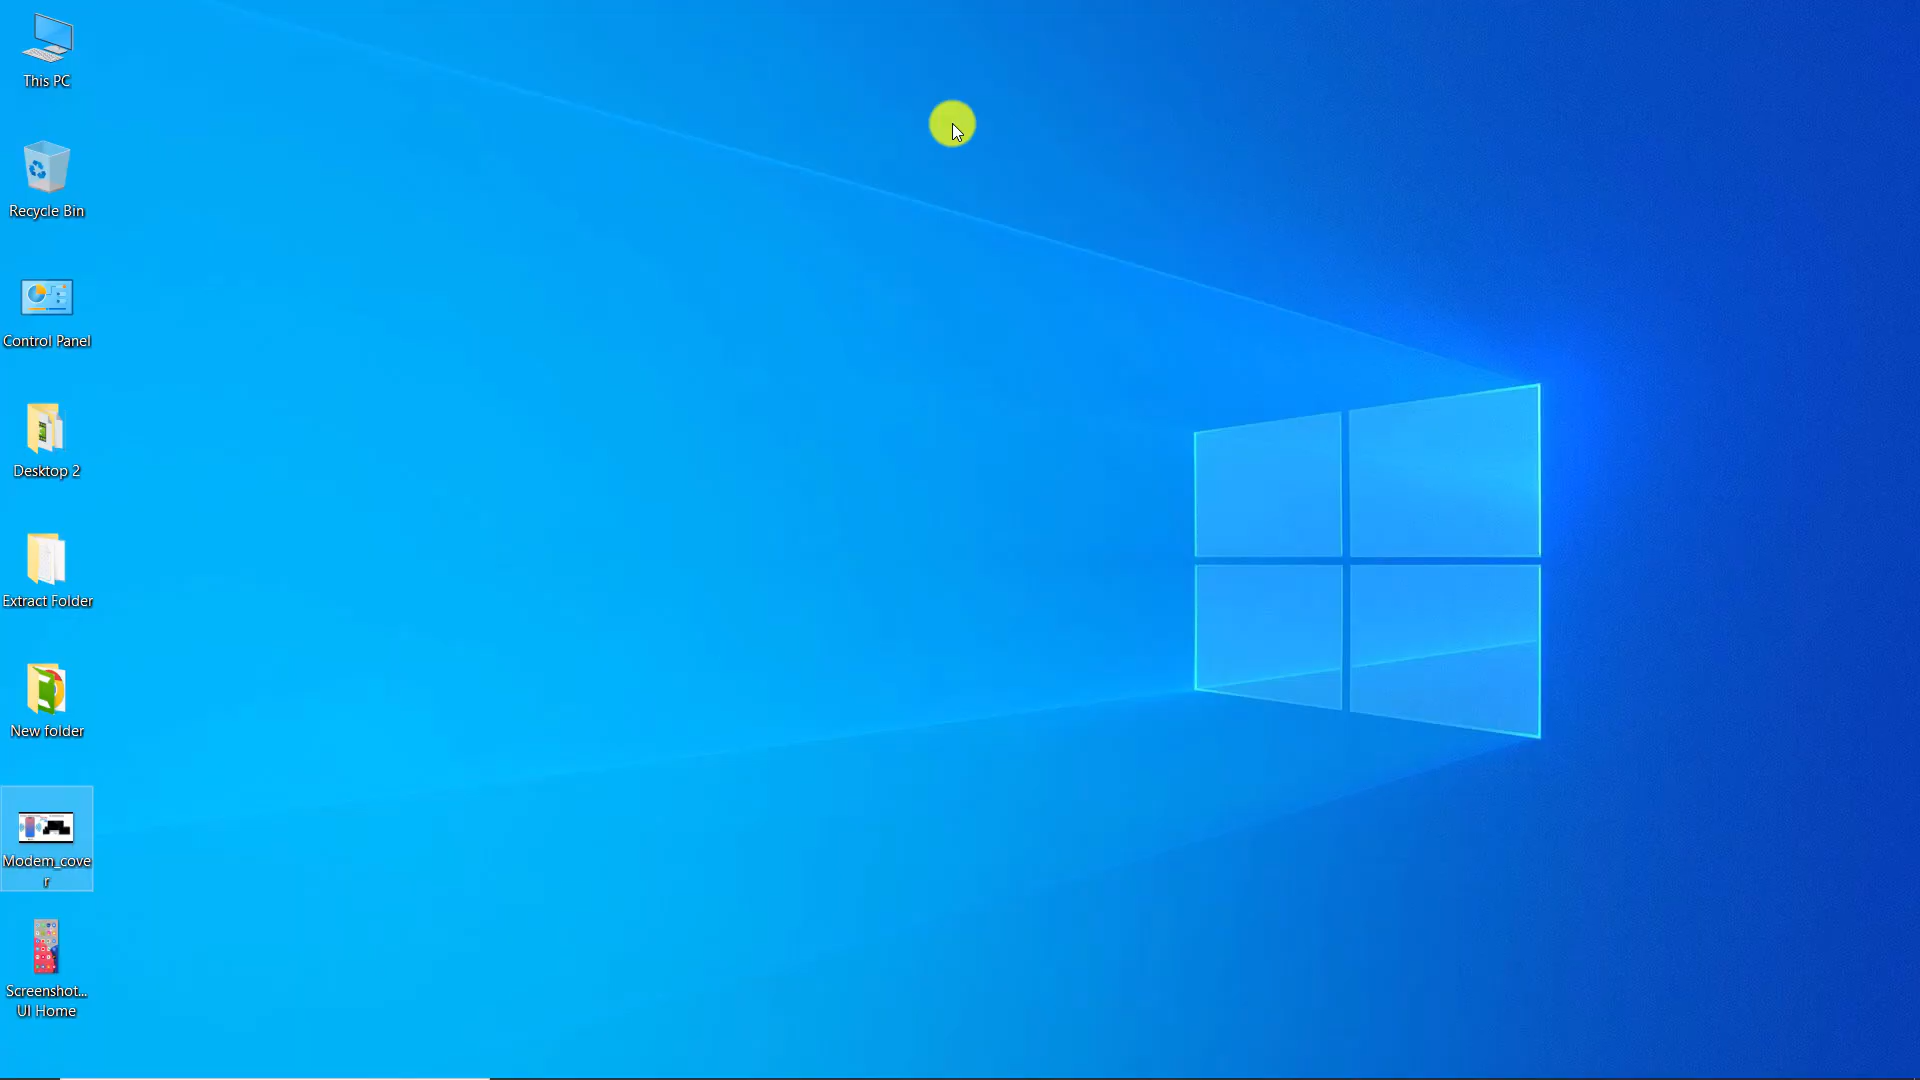 This PC
Recycle Bin
Control Panel
Desktop 2
Extract Folder
New folder
Modem_cove
r
Screenshot...
UI Home